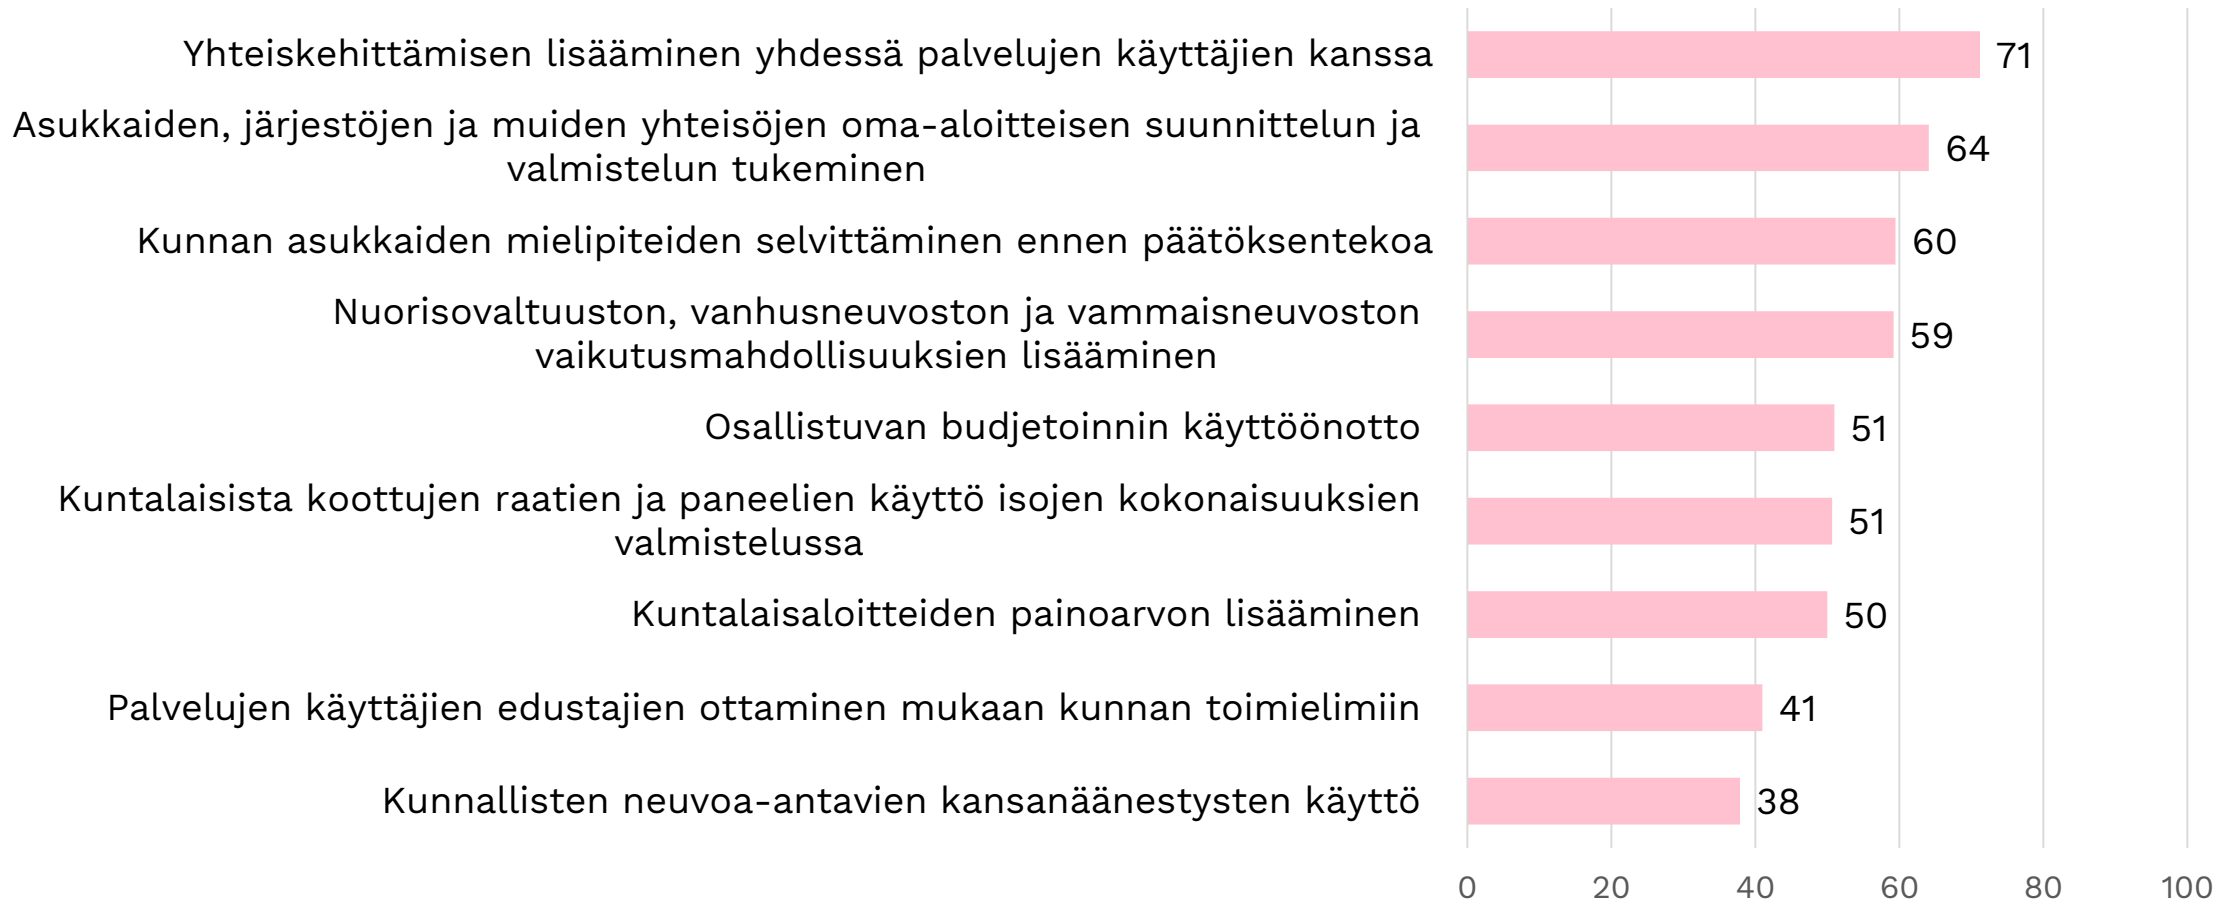 Yhteiskehittämisen lisääminen yhdessä palvelujen käyttäjien kanssa
71
Asukkaiden, järjestöjen ja muiden yhteisöjen oma-aloitteisen suunnittelun ja
valmistelun tukeminen
64
Kunnan asukkaiden mielipiteiden selvittäminen ennen päätöksentekoa
60
Nuorisovaltuuston, vanhusneuvoston ja vammaisneuvoston
vaikutusmahdollisuuksien lisääminen
59
Osallistuvan budjetoinnin käyttöönotto
51
Kuntalaisista koottujen raatien ja paneelien käyttö isojen kokonaisuuksien
valmistelussa
51
Kuntalaisaloitteiden painoarvon lisääminen
50
Palvelujen käyttäjien edustajien ottaminen mukaan kunnan toimielimiin
41
Kunnallisten neuvoa-antavien kansanäänestysten käyttö
38
0 20 40 60 80 100